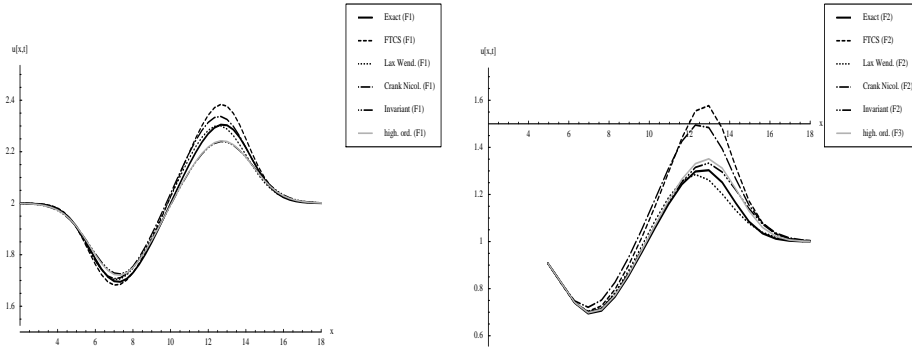 Exact (F1)
FTCS (F1)
Lax Wend. (F1)
Crank Nicol. (F1)
Invariant (F1)
high. ord. (F1)
u[x,t]
2.4
2.2
2
1.8
1.6
4 6 8 10 12 14 16 18
x
Exact (F2)
FTCS (F2)
Lax Wend. (F2)
Crank Nicol. (F2)
Invariant (F2)
high. ord. (F3)
u[x,t]
1.6
x
4 6 8 10 12 14 16 18
1.4
1.2
1
0.8
0.6